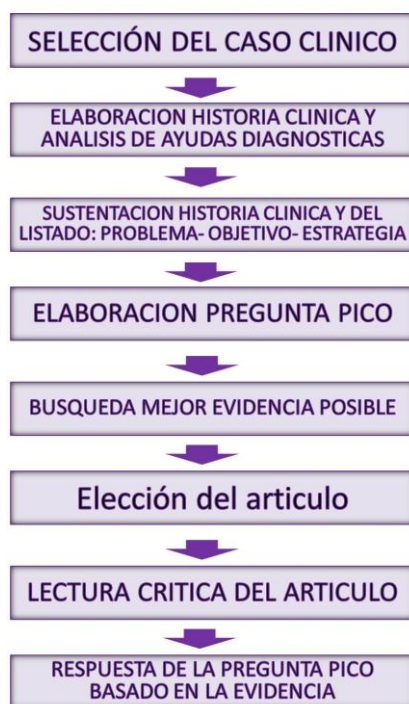 SELECCIÓN DEL CASO CLINICO
ELABORACION HISTORIA CLINICA Y
ANALISIS DE AYUDAS DIAGNOSTICAS
SUSTENTACION HISTORIA CLINICA Y DEL
LISTADO: PROBLEMA- OBJETIVO- ESTRATEGIA
ELABORACION PREGUNTA PICO
BUSQUEDA MEJOR EVIDENCIA POSIBLE
Elección del articulo
LECTURA CRITICA DEL ARTICULO
RESPUESTA DE LA PREGUNTA PICO
BASADO EN LA EVIDENCIA